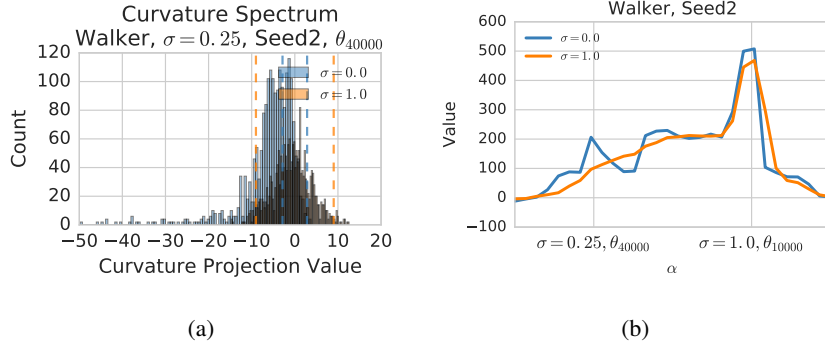 Curvature Spectrum
Walker, σ = 0.25, Seed2, θ40000
120
100
80
60
40
20
0
Count
σ = 0.0
σ = 1.0
−50 −40 −30 −20 −10 0 10 20
Curvature Projection Value
(a)
Walker, Seed2
600
500
400
300
200
100
0
−100
Value
σ = 0.0
σ = 1.0
σ = 0.25, θ40000 σ = 1.0, θ10000
α
(b)